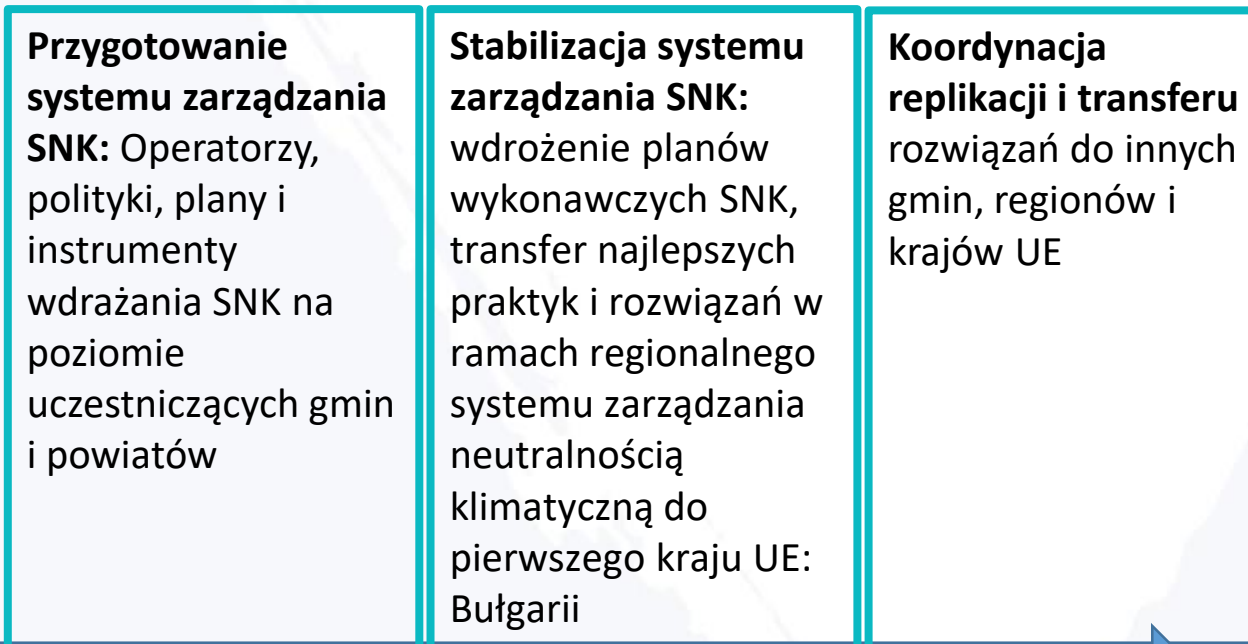 Przygotowanie
systemu zarządzania
SNK: Operatorzy,
polityki, plany i
instrumenty
wdrażania SNK na
poziomie
uczestniczących gmin
i powiatów
Stabilizacja systemu
zarządzania SNK:
wdrożenie planów
wykonawczych SNK,
transfer najlepszych
praktyk i rozwiązań w
ramach regionalnego
systemu zarządzania
neutralnością
klimatyczną do
pierwszego kraju UE:
Bułgarii
Koordynacja
replikacji i transferu
rozwiązań do innych
gmin, regionów i
krajów UE